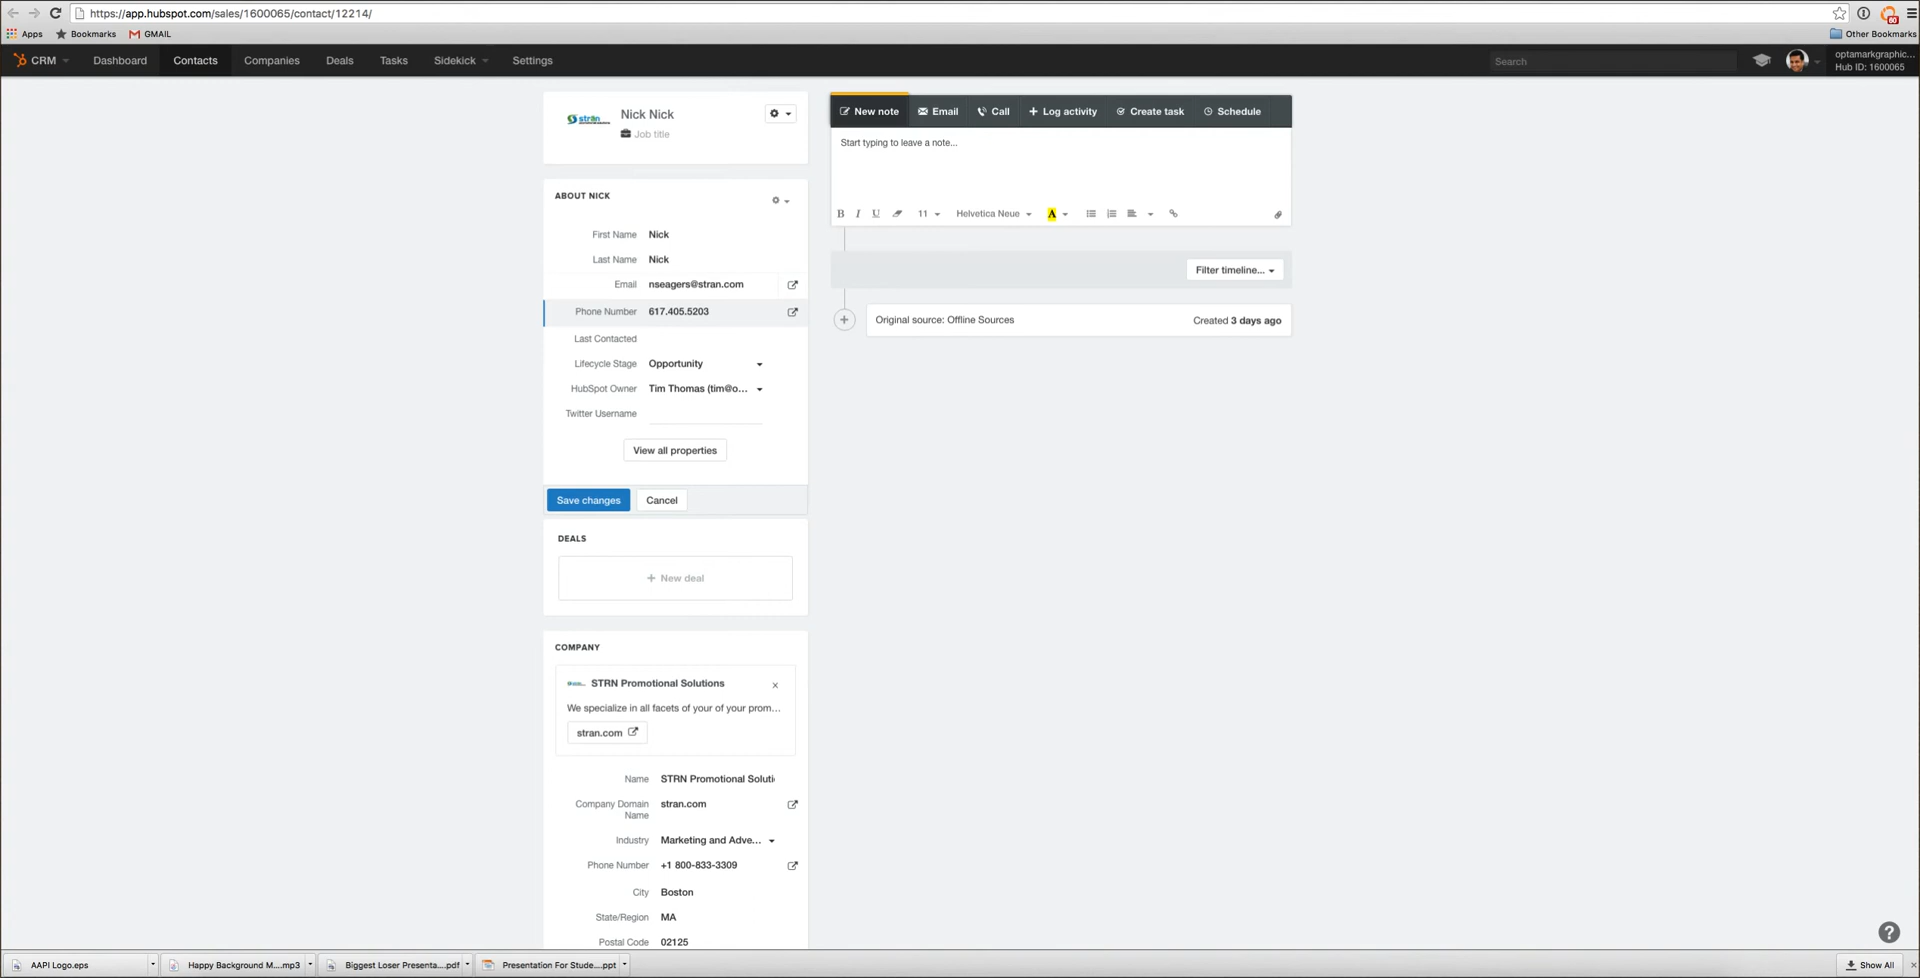 https://app.hubspot.com/sales/1600065/contact/12214/
Apps Bookmarks GMAIL Other Bookmarks
CRM Dashboard Contacts Companies Deals Tasks Sidekick Settings Search optamarkgraphic...
Hub ID: 1600065
stran
Nick Nick
Job title
New note Email Call Log activity Create task Schedule
Start typing to leave a note...
B I U 11 Helvetica Neue A
Filter timeline...
Original source: Offline Sources Created 3 days ago
ABOUT NICK
First Name Nick
Last Name Nick
Email nseagers@stran.com
Phone Number 617.405.5203
Last Contacted
Lifecycle Stage Opportunity
HubSpot Owner Tim Thomas (tim@o...
Twitter Username
View all properties
Save changes Cancel
DEALS
+ New deal
COMPANY
STRN Promotional Solutions ×
We specialize in all facets of your of your prom...
stran.com
Name STRN Promotional Soluti
Company Domain stran.com
Name
Industry Marketing and Adve...
Phone Number +1 800-833-3309
City Boston
State/Region MA
Postal Code 02125
?
AAPI Logo.eps Happy Background M....mp3 Biggest Loser Presenta....pdf Presentation For Stude....ppt Show All ×